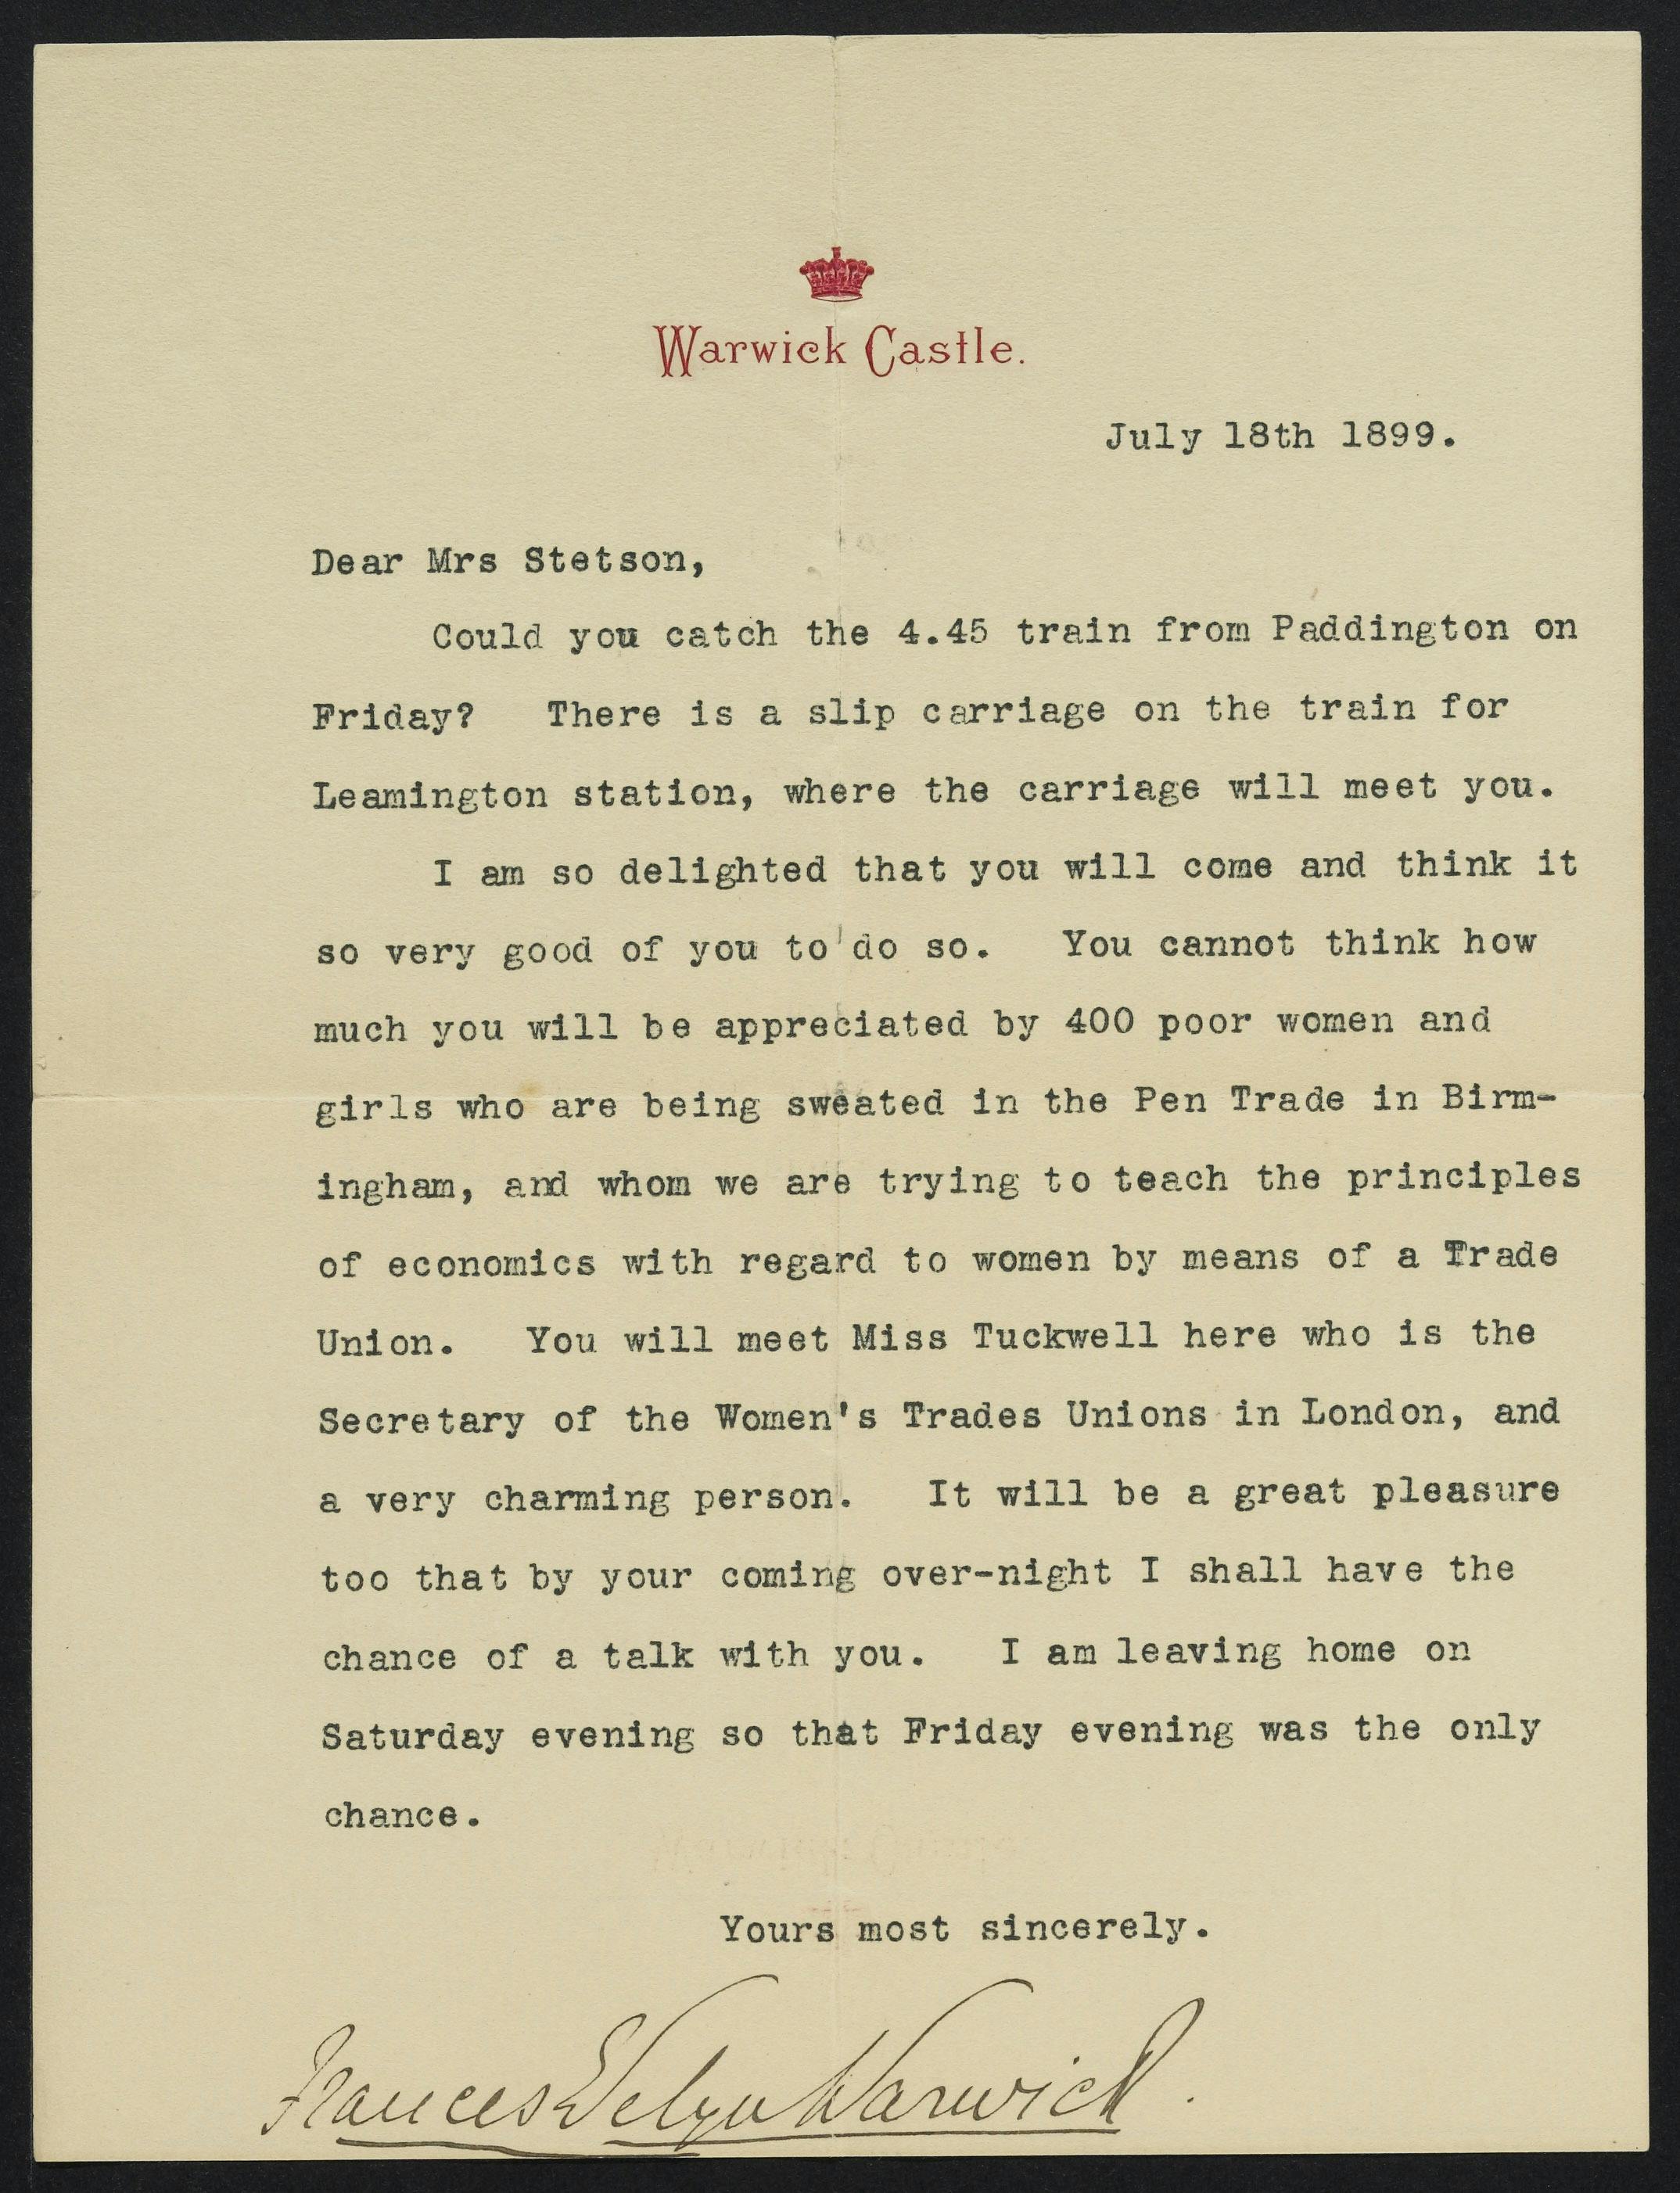 Warwick Castle.
July 18th 1899.
Dear Mrs Stetson,
Could you catch the 4.45 train from Paddington on
Friday? There is a slip carriage on the train for
Leamington station, where the carriage will meet you.
I am so delighted that you will come and think it
so very good of you to do so. You cannot think how
much you will be appreciated by 400 poor women and
girls who are being sweated in the Pen Trade in Birm-
ingham, and whom we are trying to teach the principles
of economics with regard to women by means of a Trade
Union. You will meet Miss Tuckwell here who is the
Secretary of the Women's Trades Unions in London, and
a very charming person. It will be a great pleasure
too that by your coming over-night I shall have the
chance of a talk with you. I am leaving home on
Saturday evening so that Friday evening was the only
chance.
Yours most sincerely.
Frances Evelyn Warwick.